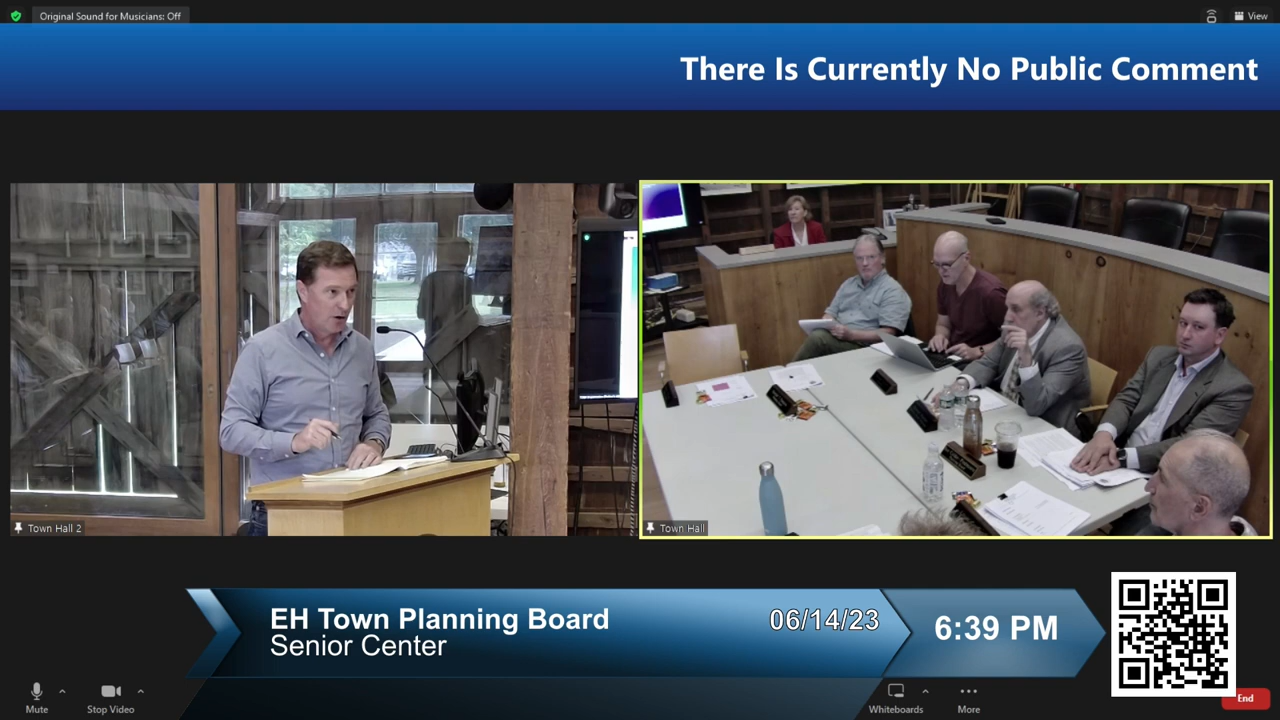 Original Sound for Musicians: Off
View
There Is Currently No Public Comment
Town Hall 2
Town Hall
EH Town Planning Board
06/14/23
6:39 PM
Senior Center
Mute
Stop Video
Whiteboards
More
End